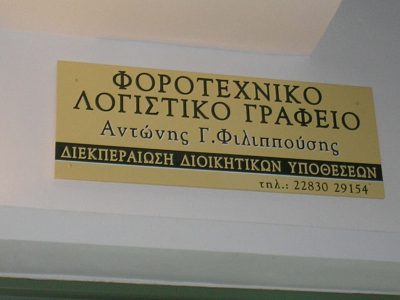 ΦΟΡΟΤΕΧΝΙΚΟ
ΛΟΓΙΣΤΙΚΟ ΓΡΑΦΕΙΟ
Αντώνης Γ.Φιλιππούσης
ΔΙΕΚΠΕΡΑΙΩΣΗ ΔΙΟΙΚΗΤΙΚΩΝ ΥΠΟΘΕΣΕΩΝ
τηλ.: 22830 29154